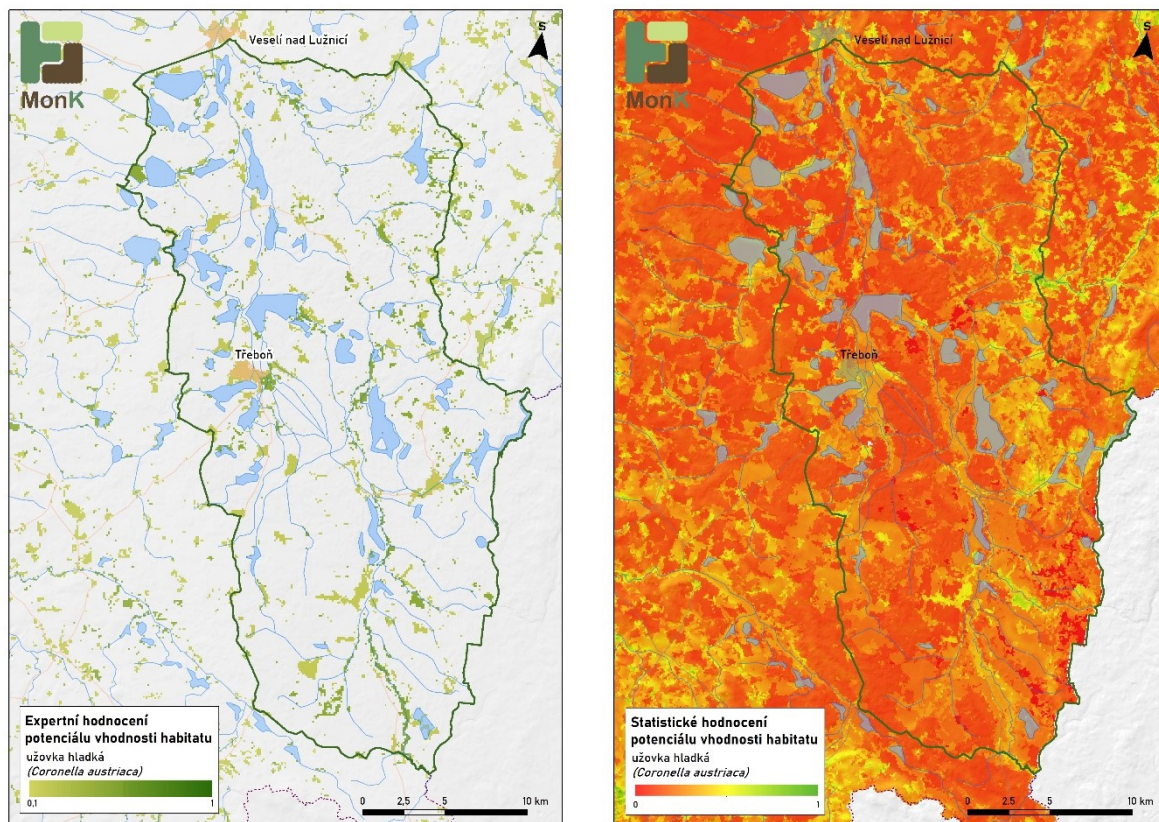 MonK
S
Veselí nad Lužnicí
Třeboň
Expertní hodnocení
potenciálu vhodnosti habitatu
užovka hladká
(Coronella austriaca)
0,1 1
0 2,5 5 10 km
MonK
S
Veselí nad Lužnicí
Třeboň
Statistické hodnocení
potenciálu vhodnosti habitatu
užovka hladká
(Coronella austriaca)
0 1
0 2,5 5 10 km